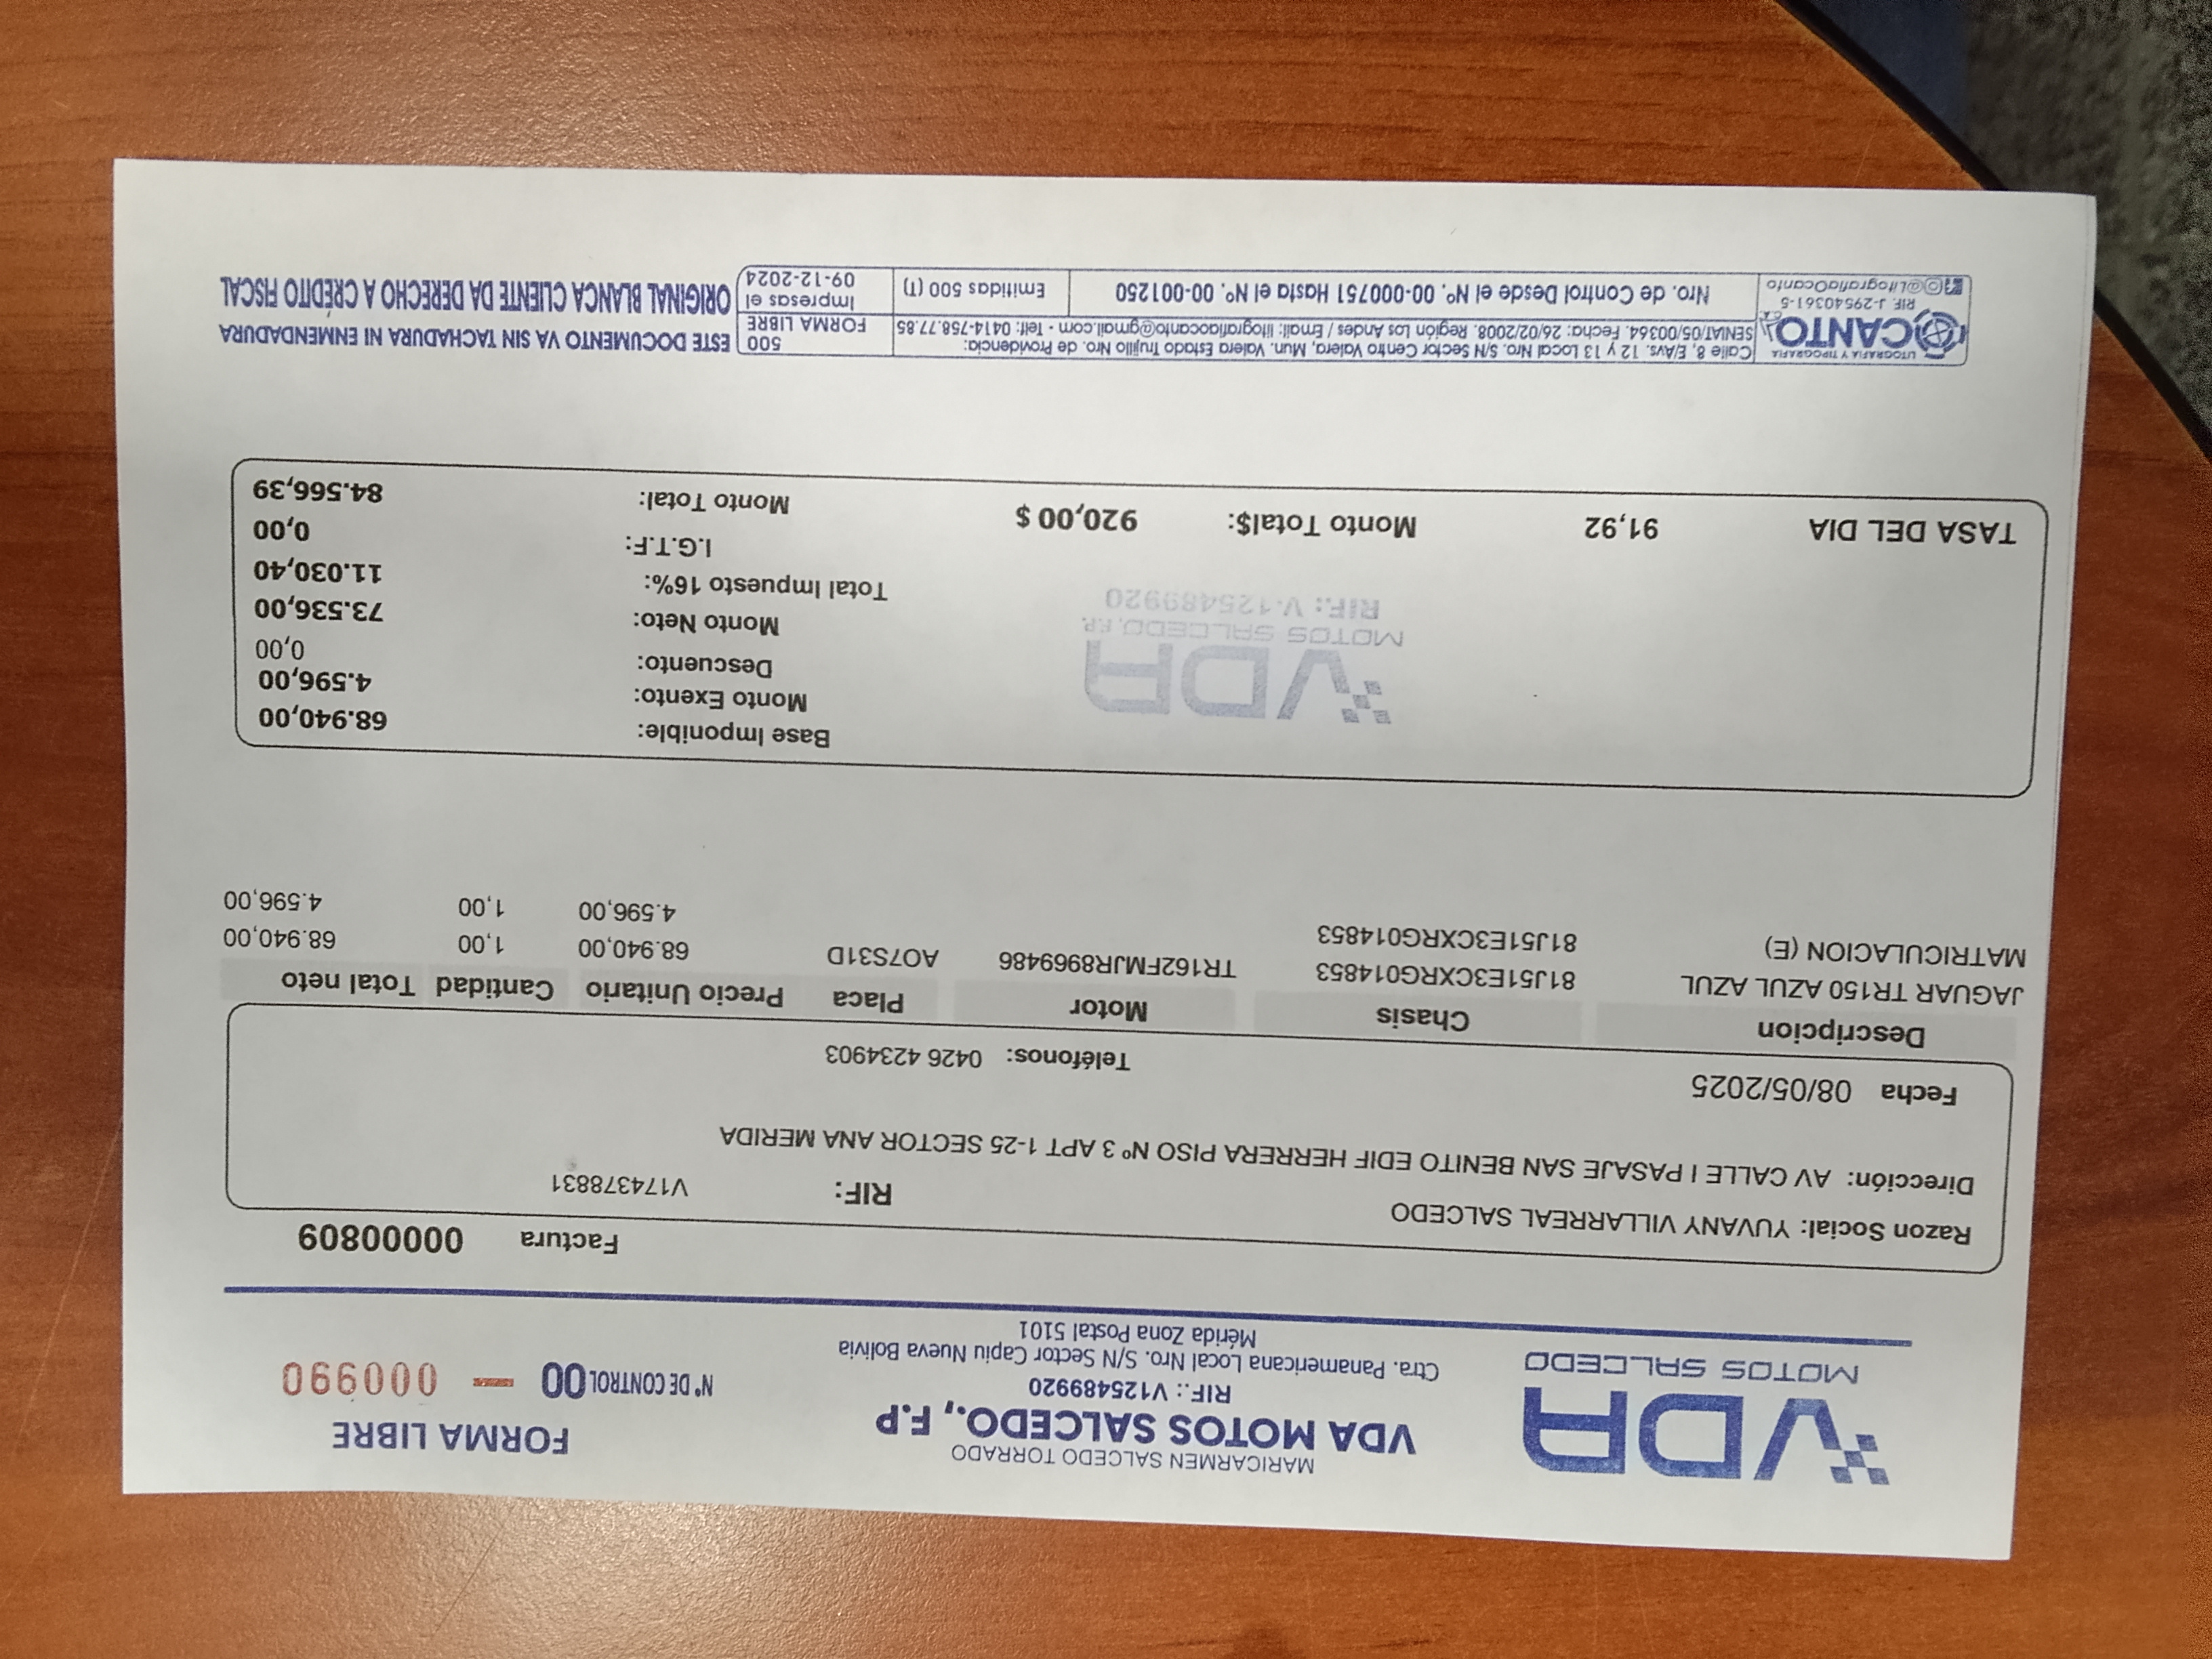 VDA
MOTOS SALCEDO
MARICARMEN SALCEDO TORRADO
VDA MOTOS SALCEDO., F.P
RIF.: V125489920
Ctra. Panamericana Local Nro. S/N Sector Capiu Nueva Bolivia
Mérida Zona Postal 5101
FORMA LIBRE
N° DE CONTROL 00 — 000990
Factura 00000809
Razon Social: YUVANY VILLARREAL SALCEDO RIF: V174378831
Dirección: AV CALLE I PASAJE SAN BENITO EDIF HERRERA PISO Nº 3 APT 1-25 SECTOR ANA MERIDA
Fecha 08/05/2025 Teléfonos: 0426 4234903
Descripcion Chasis Motor Placa Precio Unitario Cantidad Total neto
JAGUAR TR150 AZUL AZUL 81J51E3CXRG014853 TR162FMJR8969486 AO7S31D 68.940,00 1,00 68.940,00
MATRICULACION (E) 81J51E3CXRG014853 4.596,00 1,00 4.596,00
Base Imponible: 68.940,00
Monto Exento: 4.596,00
Descuento: 0,00
Monto Neto: 73.536,00
Total Impuesto 16%: 11.030,40
I.G.T.F: 0,00
Monto Total: 84.566,39
VDA
MOTOS SALCEDO, F.P.
RIF.: V-125489920
TASA DEL DIA 91,92 Monto Total$: 920,00 $
LITOGRAFIA Y TIPOGRAFIA
CANTO
C.A.
RIF. J-29540361-5
@LitografiaOcanto
Calle 8, E/Avs. 12 y 13 Local Nro. S/N Sector Centro Valera, Mun. Valera Estado Trujillo Nro. de Providencia:
SENIAT/05/00364. Fecha: 26/02/2008. Región Los Andes / Email: litografiaocanto@gmail.com - Telf: 0414-758.77.85
Nro. de Control Desde el Nº. 00-000751 Hasta el Nº. 00-001250
Emitidas 500 (1)
500
FORMA LIBRE
Impresas el
09-12-2024
ESTE DOCUMENTO VA SIN TACHADURA NI ENMENDADURA
ORIGINAL BLANCA CLIENTE DA DERECHO A CRÉDITO FISCAL